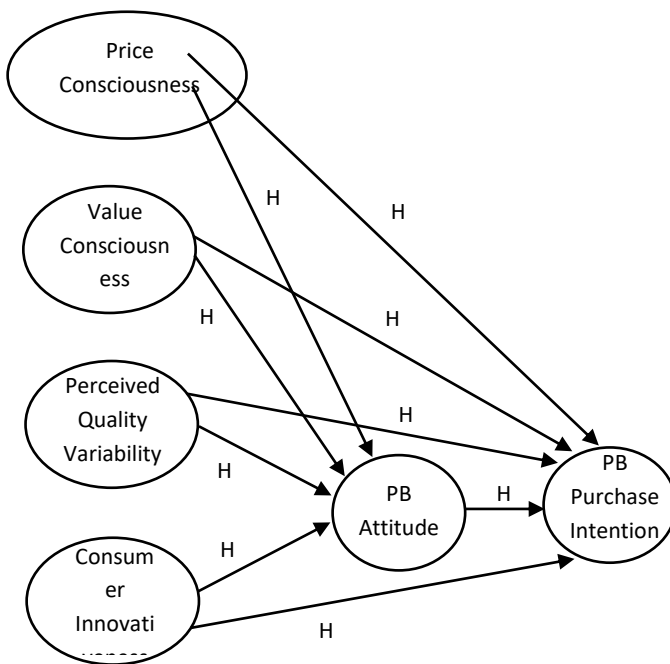 Price
Consciousness
H
H
Value
Consciousn
ess
H
H
Perceived
Quality
Variability
H
H
PB
Attitude
H
PB
Purchase
Intention
Consum
er
Innovati
H
H